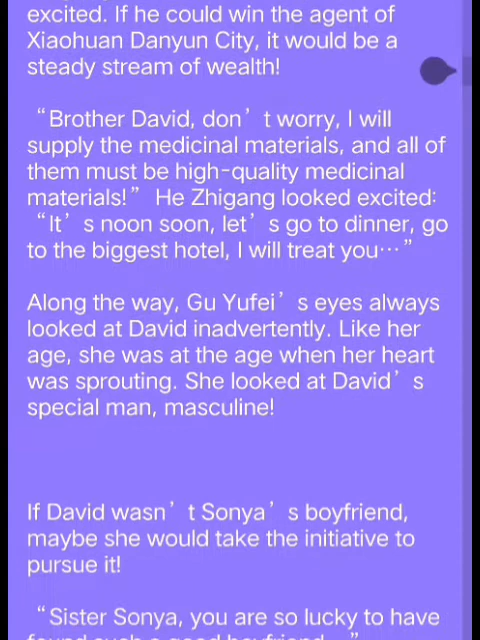 excited. If he could win the agent of
Xiaohuan Danyun City, it would be a
steady stream of wealth!
“Brother David, don’t worry, I will
supply the medicinal materials, and all of
them must be high-quality medicinal
materials!” He Zhigang looked excited:
“It’s noon soon, let’s go to dinner, go
to the biggest hotel, I will treat you…”
Along the way, Gu Yufei’s eyes always
looked at David inadvertently. Like her
age, she was at the age when her heart
was sprouting. She looked at David’s
special man, masculine!
If David wasn’t Sonya’s boyfriend,
maybe she would take the initiative to
pursue it!
“Sister Sonya, you are so lucky to have
found such a good boyfriend…”